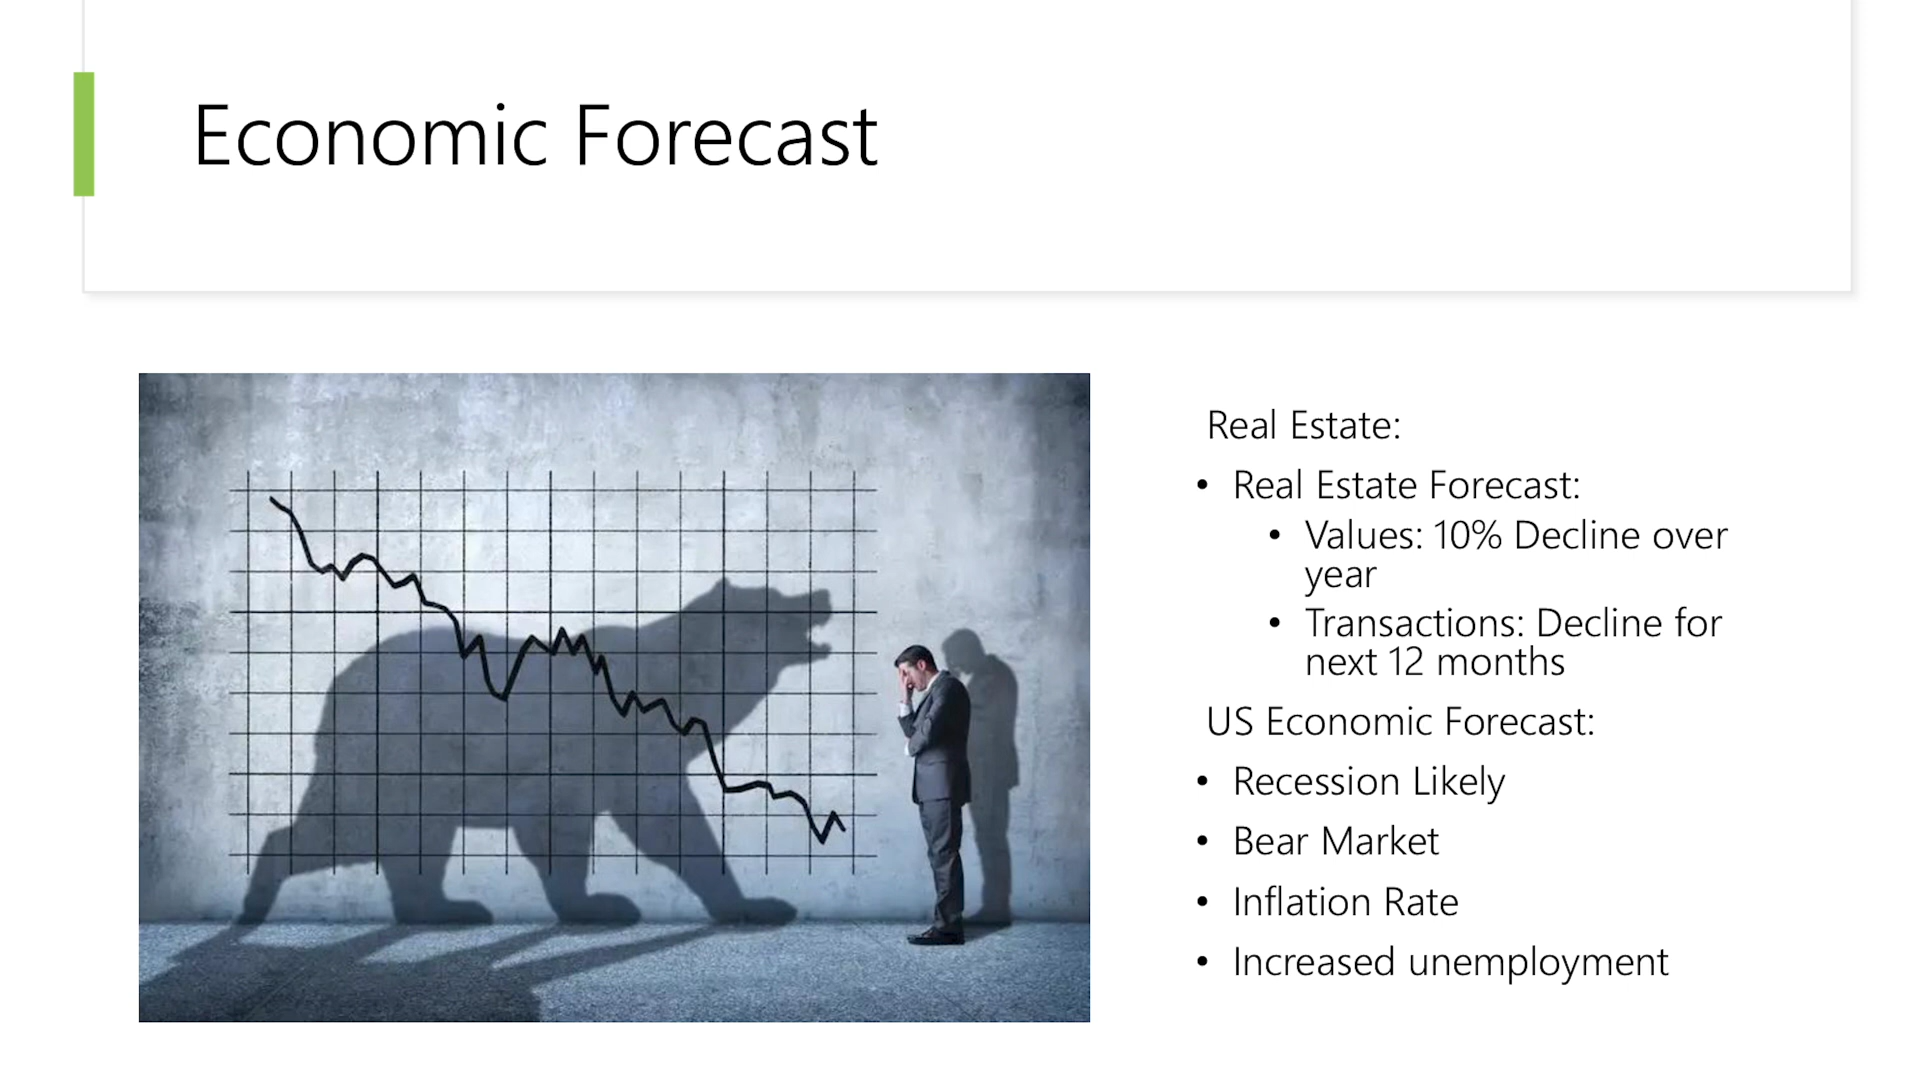 Economic Forecast
Real Estate:
• Real Estate Forecast:
• Values: 10% Decline over
year
• Transactions: Decline for
next 12 months
US Economic Forecast:
• Recession Likely
• Bear Market
• Inflation Rate
• Increased unemployment